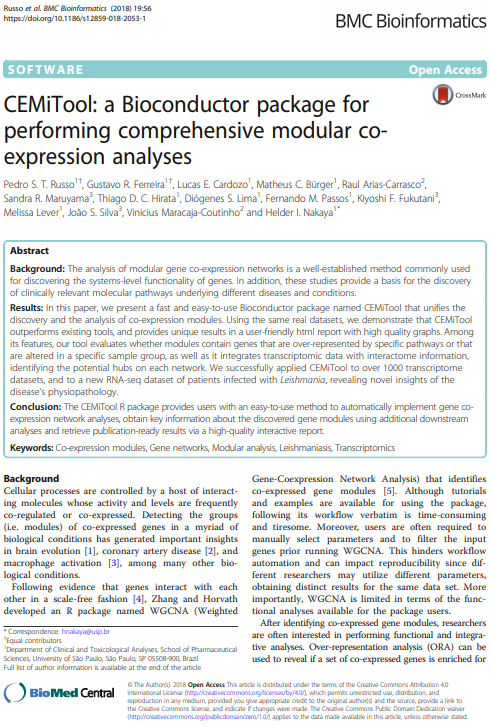 Russo et al. BMC Bioinformatics (2018) 19:56
https://doi.org/10.1186/s12859-018-2053-1
BMC Bioinformatics
SOFTWARE
Open Access
CrossMark
CEMiTool: a Bioconductor package for
performing comprehensive modular co-
expression analyses
Pedro S. T. Russo1†, Gustavo R. Ferreira1†, Lucas E. Cardozo1, Matheus C. Bürger1, Raul Arias-Carrasco2,
Sandra R. Maruyama3, Thiago D. C. Hirata1, Diógenes S. Lima1, Fernando M. Passos1, Kiyoshi F. Fukutani3,
Melissa Lever1, João S. Silva3, Vinicius Maracaja-Coutinho2 and Helder I. Nakaya1*
Abstract
Background: The analysis of modular gene co-expression networks is a well-established method commonly used
for discovering the systems-level functionality of genes. In addition, these studies provide a basis for the discovery
of clinically relevant molecular pathways underlying different diseases and conditions.
Results: In this paper, we present a fast and easy-to-use Bioconductor package named CEMiTool that unifies the
discovery and the analysis of co-expression modules. Using the same real datasets, we demonstrate that CEMiTool
outperforms existing tools, and provides unique results in a user-friendly html report with high quality graphs. Among
its features, our tool evaluates whether modules contain genes that are over-represented by specific pathways or that
are altered in a specific sample group, as well as it integrates transcriptomic data with interactome information,
identifying the potential hubs on each network. We successfully applied CEMiTool to over 1000 transcriptome
datasets, and to a new RNA-seq dataset of patients infected with Leishmania, revealing novel insights of the
disease's physiopathology.
Conclusion: The CEMiTool R package provides users with an easy-to-use method to automatically implement gene co-
expression network analyses, obtain key information about the discovered gene modules using additional downstream
analyses and retrieve publication-ready results via a high-quality interactive report.
Keywords: Co-expression modules, Gene networks, Modular analysis, Leishmaniasis, Transcriptomics
Background
Cellular processes are controlled by a host of interact-
ing molecules whose activity and levels are frequently
co-regulated or co-expressed. Detecting the groups
(i.e. modules) of co-expressed genes in a myriad of
biological conditions has generated important insights
in brain evolution [1], coronary artery disease [2], and
macrophage activation [3], among many other bio-
logical conditions.
Following evidence that genes interact with each
other in a scale-free fashion [4], Zhang and Horvath
developed an R package named WGCNA (Weighted
Gene-Coexpression Network Analysis) that identifies
co-expressed gene modules [5]. Although tutorials
and examples are available for using the package,
following its workflow verbatim is time-consuming
and tiresome. Moreover, users are often required to
manually select parameters and to filter the input
genes prior running WGCNA. This hinders workflow
automation and can impact reproducibility since dif-
ferent researchers may utilize different parameters,
obtaining distinct results for the same data set. More
importantly, WGCNA is limited in terms of the func-
tional analyses available for the package users.
After identifying co-expressed gene modules, researchers
are often interested in performing functional and integra-
tive analyses. Over-representation analysis (ORA) can be
used to reveal if a set of co-expressed genes is enriched for
* Correspondence: hnakaya@usp.br
†Equal contributors
1Department of Clinical and Toxicological Analyses, School of Pharmaceutical
Sciences, University of São Paulo, São Paulo, SP 05508-900, Brazil
Full list of author information is available at the end of the article
BioMed Central
© The Author(s). 2018 Open Access This article is distributed under the terms of the Creative Commons Attribution 4.0
International License (http://creativecommons.org/licenses/by/4.0/), which permits unrestricted use, distribution, and
reproduction in any medium, provided you give appropriate credit to the original author(s) and the source, provide a link to
the Creative Commons license, and indicate if changes were made. The Creative Commons Public Domain Dedication waiver
(http://creativecommons.org/publicdomain/zero/1.0/) applies to the data made available in this article, unless otherwise stated.